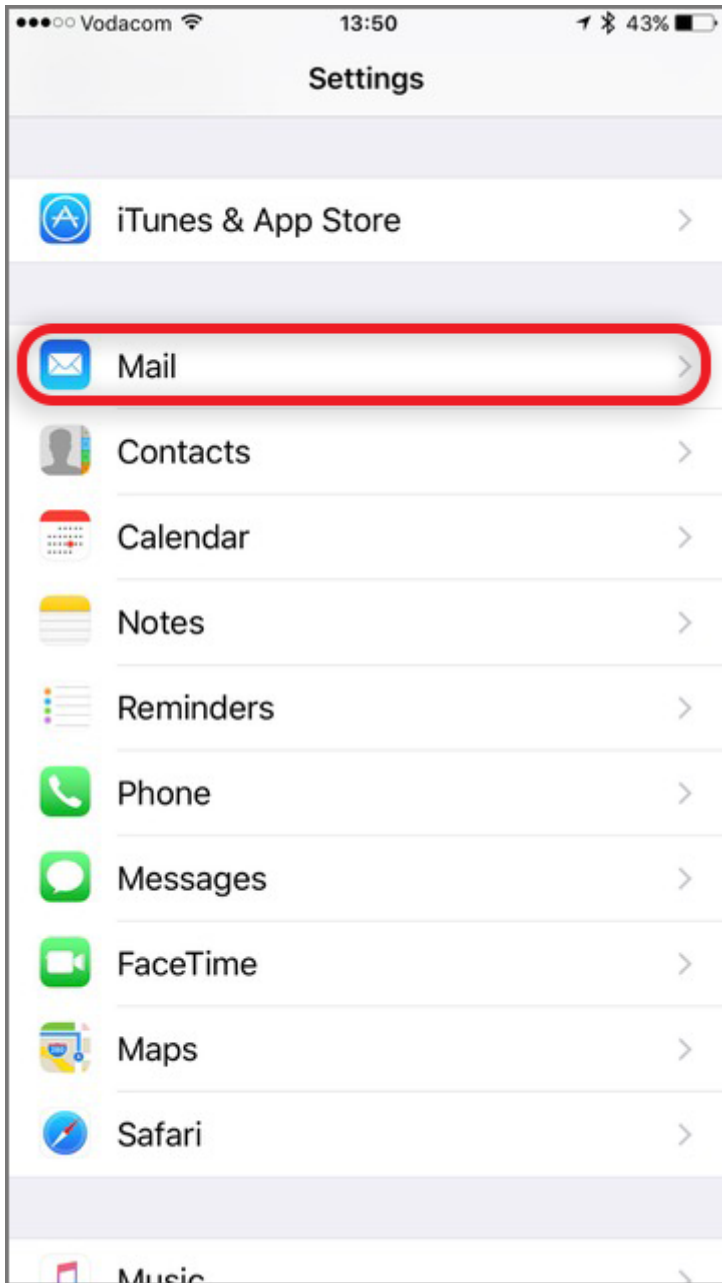 Vodacom 13:50 43%
Settings
iTunes & App Store
Mail
Contacts
Calendar
Notes
Reminders
Phone
Messages
FaceTime
Maps
Safari
Music